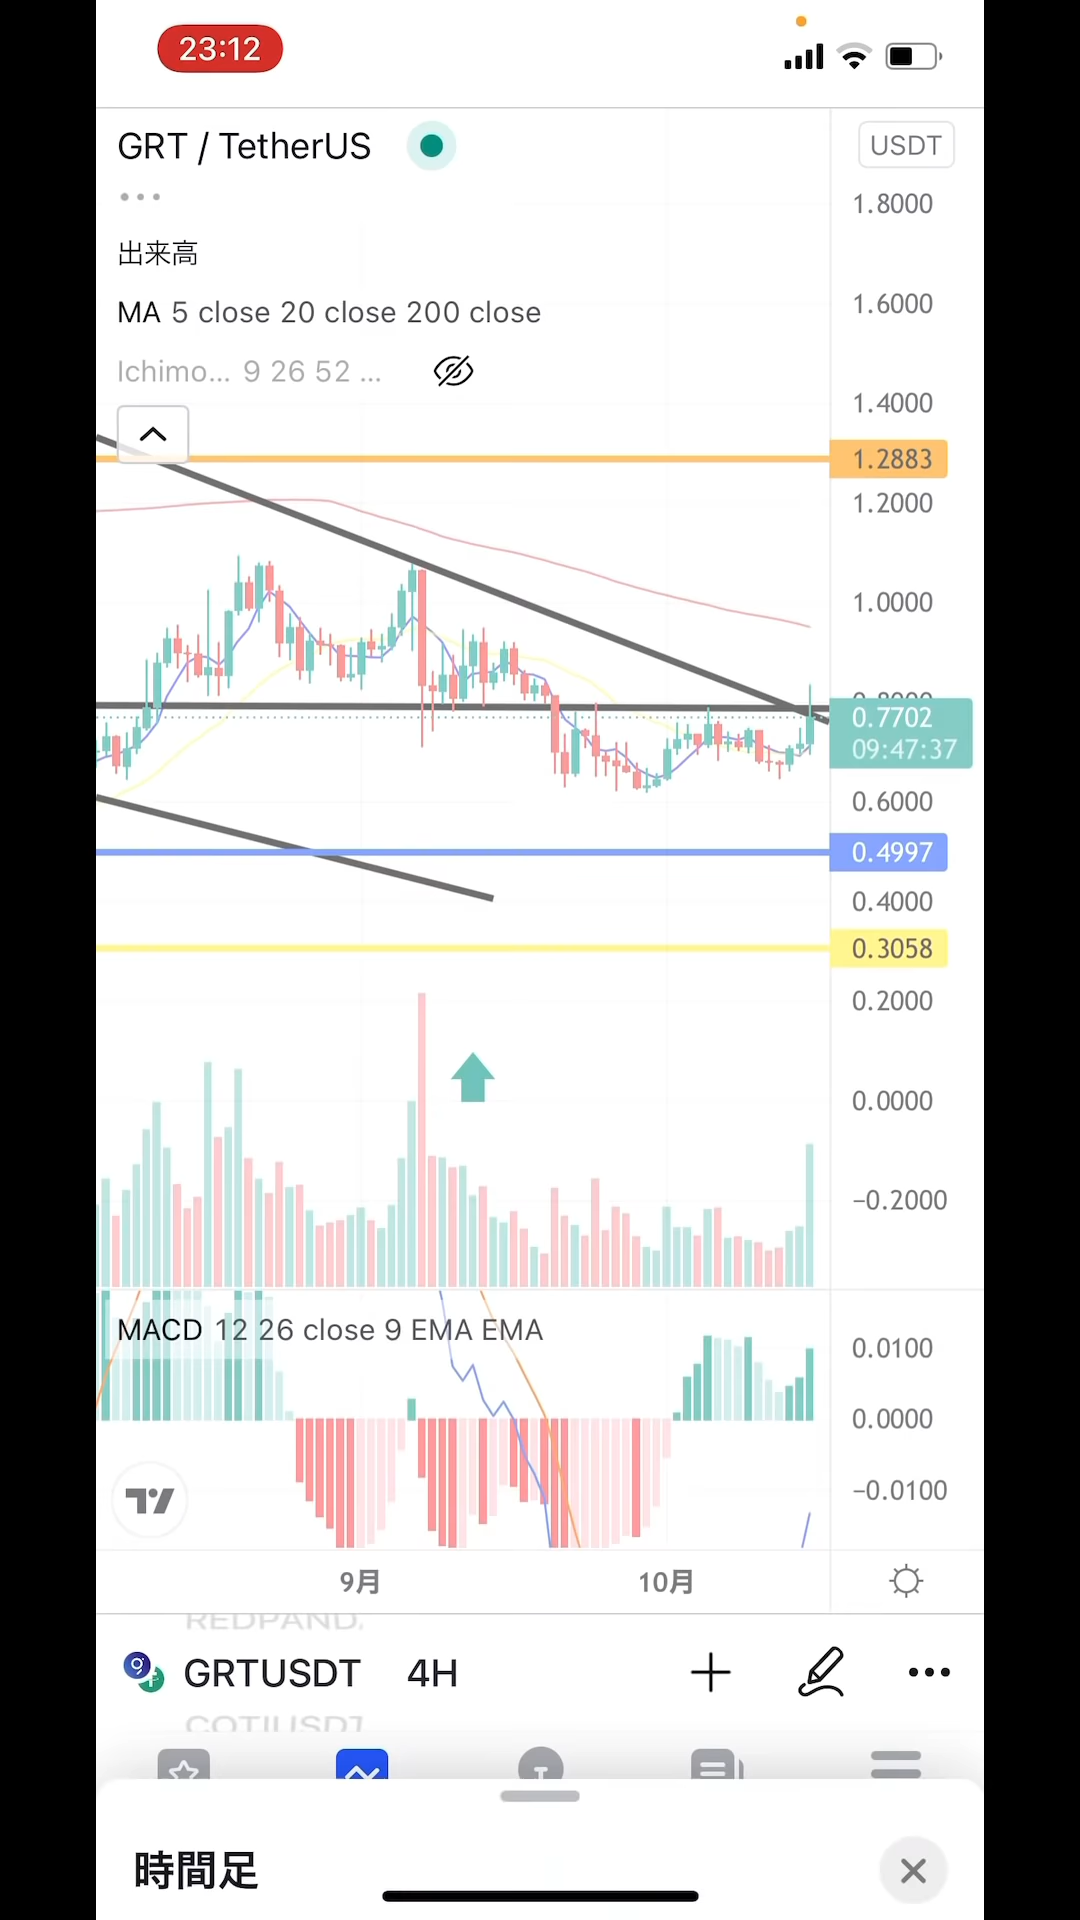 23:12
GRT / TetherUS
USDT
出来高
MA 5 close 20 close 200 close
Ichimo... 9 26 52 ...
1.8000
1.6000
1.4000
1.2883
1.2000
1.0000
0.8000
0.7702
09:47:37
0.6000
0.4997
0.4000
0.3058
0.2000
0.0000
−0.2000
MACD 12 26 close 9 EMA EMA
0.0100
0.0000
−0.0100
9月
10月
GRTUSDT 4H
時間足